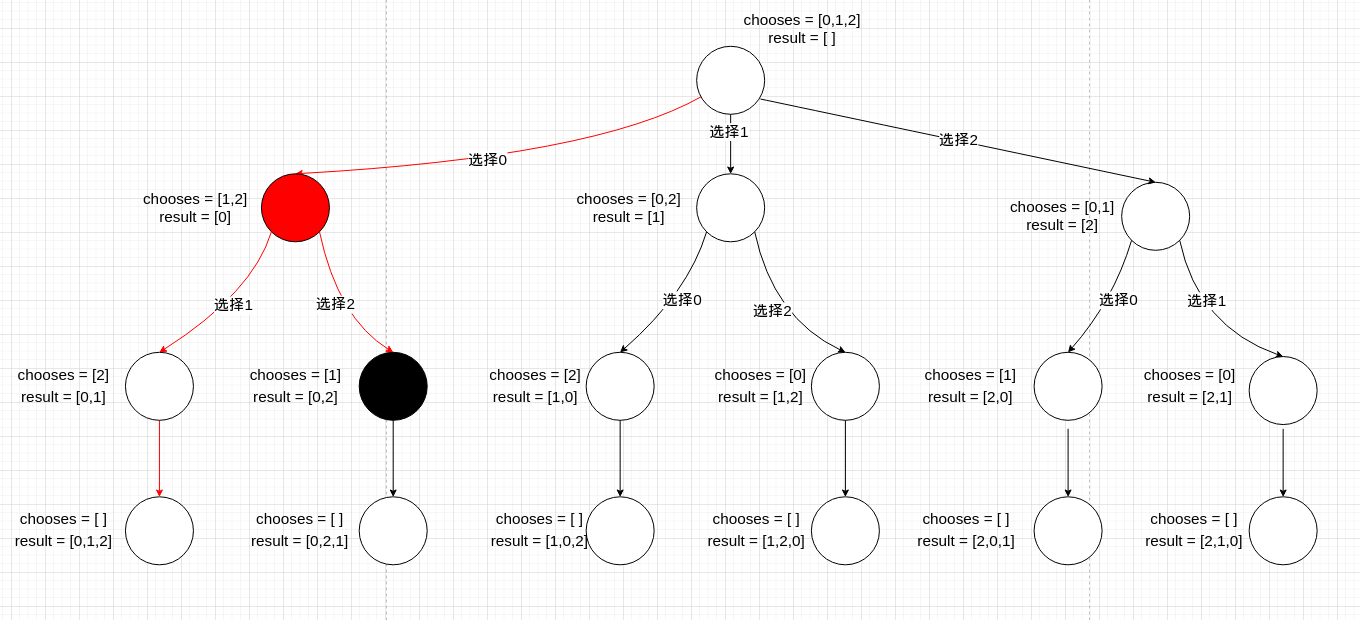 chooses = [0,1,2]
result = [ ]
选择0
选择1
选择2
chooses = [1,2]
result = [0]
chooses = [0,2]
result = [1]
chooses = [0,1]
result = [2]
选择1
选择2
选择0
选择2
选择0
选择1
chooses = [2]
result = [0,1]
chooses = [1]
result = [0,2]
chooses = [2]
result = [1,0]
chooses = [0]
result = [1,2]
chooses = [1]
result = [2,0]
chooses = [0]
result = [2,1]
chooses = [ ]
result = [0,1,2]
chooses = [ ]
result = [0,2,1]
chooses = [ ]
result = [1,0,2]
chooses = [ ]
result = [1,2,0]
chooses = [ ]
result = [2,0,1]
chooses = [ ]
result = [2,1,0]